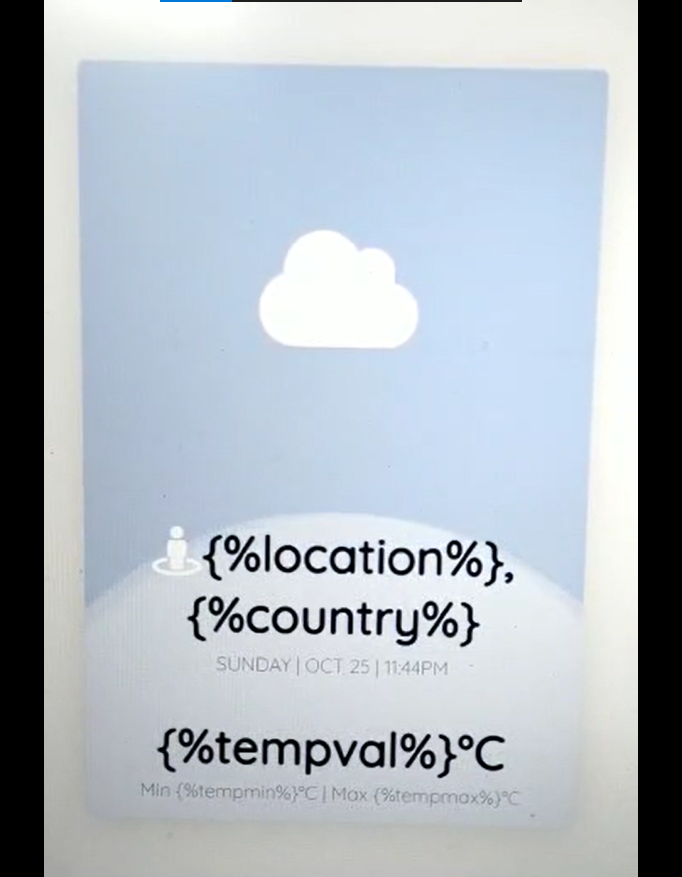 {%location%},
{%country%}
SUNDAY | OCT 25 | 11:44PM
{%tempval%}°C
Min {%tempmin%}°C | Max {%tempmax%}°C